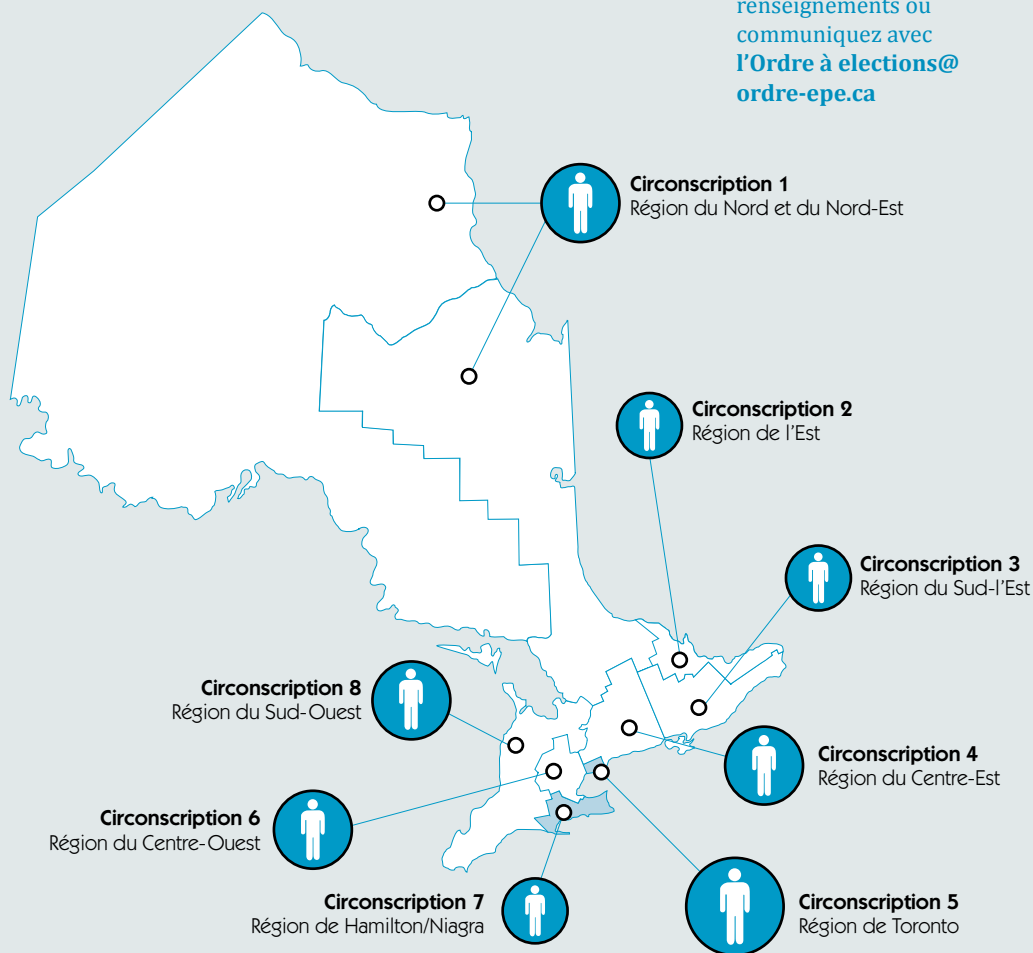 renseignements ou
communiquez avec
l'Ordre à elections@
ordre-epe.ca
Circonscription 1
Région du Nord et du Nord-Est
Circonscription 2
Région de l'Est
Circonscription 3
Région du Sud-l'Est
Circonscription 8
Région du Sud-Ouest
Circonscription 4
Région du Centre-Est
Circonscription 6
Région du Centre-Ouest
Circonscription 7
Région de Hamilton/Niagra
Circonscription 5
Région de Toronto